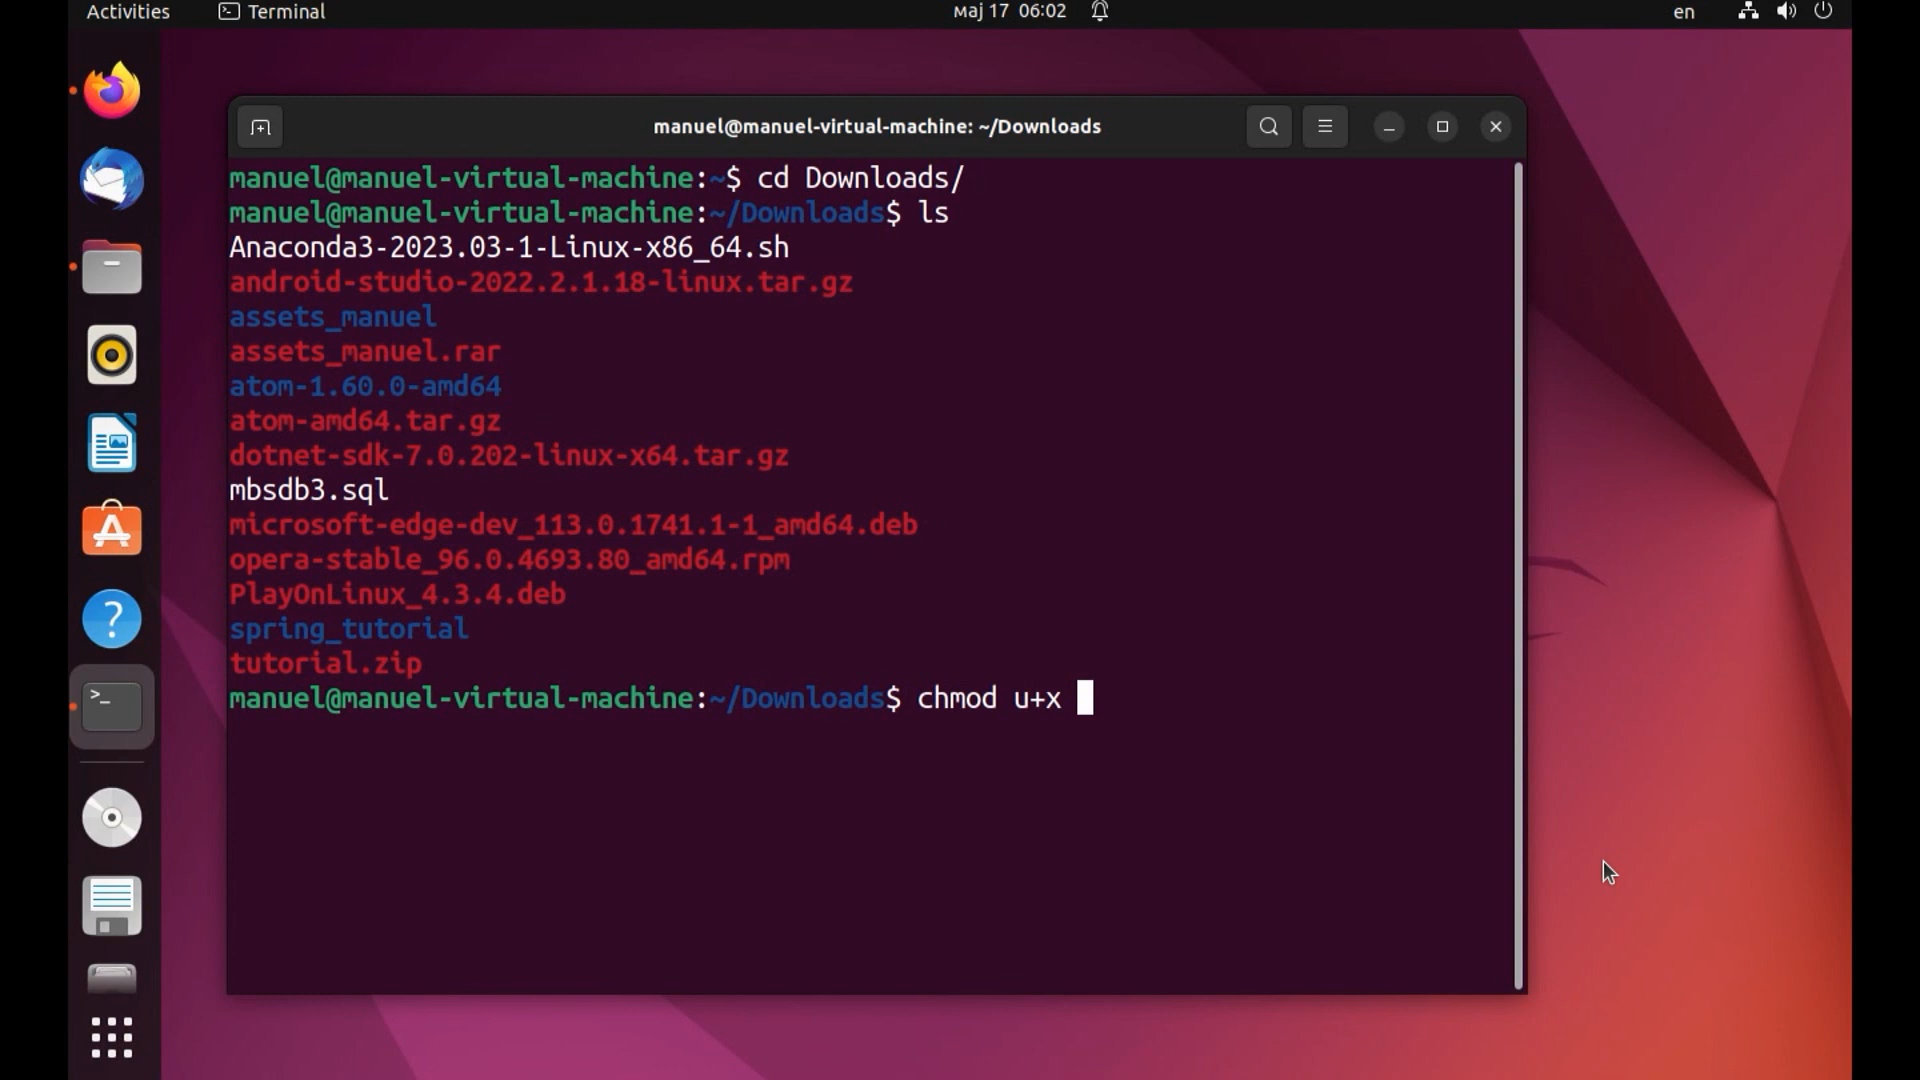 Activities
Terminal
мај 17 06:02
en
manuel@manuel-virtual-machine: ~/Downloads
manuel@manuel-virtual-machine:~$ cd Downloads/
manuel@manuel-virtual-machine:~/Downloads$ ls
Anaconda3-2023.03-1-Linux-x86_64.sh
android-studio-2022.2.1.18-linux.tar.gz
assets_manuel
assets_manuel.rar
atom-1.60.0-amd64
atom-amd64.tar.gz
dotnet-sdk-7.0.202-linux-x64.tar.gz
mbsdb3.sql
microsoft-edge-dev_113.0.1741.1-1_amd64.deb
opera-stable_96.0.4693.80_amd64.rpm
PlayOnLinux_4.3.4.deb
spring_tutorial
tutorial.zip
manuel@manuel-virtual-machine:~/Downloads$ chmod u+x